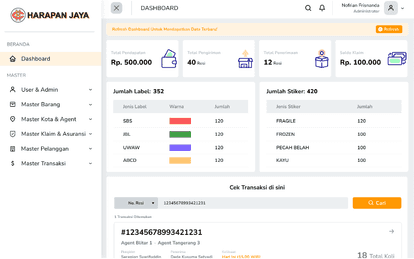 HARAPAN JAYA
Nofrian Frisnanda
Administrator
BERANDA
Dashboard
MASTER
User & Admin
Master Barang
Master Kota & Agent
Master Klaim & Asuransi
Master Pelanggan
Master Transaksi
Refresh Dashboard Untuk Mendapatkan Data Terbaru!
Refresh
Total Pendapatan
Rp. 500.000
Total Pengiriman
40 Resi
Total Penerimaan
12 Resi
Saldo Klaim
Rp. 100.000
Jumlah Label: 352
Jenis Label Warna Jumlah
SBS 120
JBL 120
UWAW 120
ABCD 120
Jumlah Stiker: 420
Jenis Stiker Jumlah
FRAGILE 120
FROZEN 100
PECAH BELAH 100
KAYU 100
Cek Transaksi di sini
No. Resi 12345678993421231 Cari
1 Transaksi Ditemukan
#12345678993421231
Agent Blitar 1 - Agent Tangerang 3
18 Total Koli